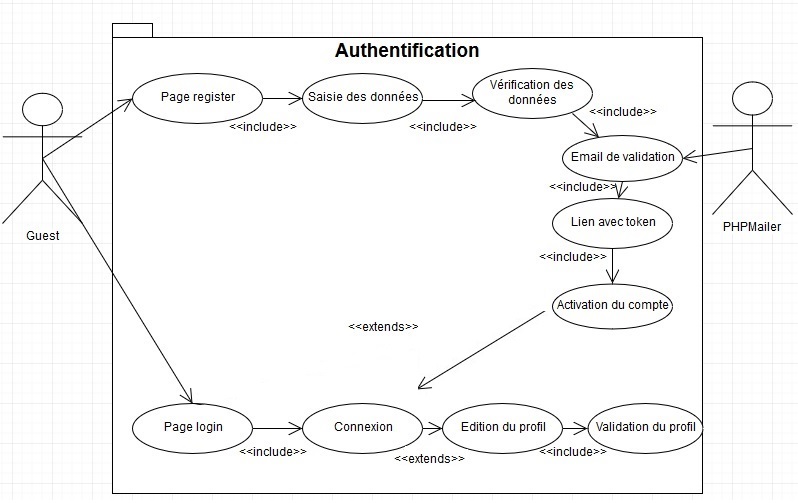 Authentification
Page register
<<include>>
Saisie des données
<<include>>
Vérification des
données
<<include>>
Email de validation
<<include>>
Lien avec token
<<include>>
Activation du compte
<<extends>>
Guest
PHPMailer
Page login
<<include>>
Connexion
<<extends>>
Edition du profil
<<include>>
Validation du profil